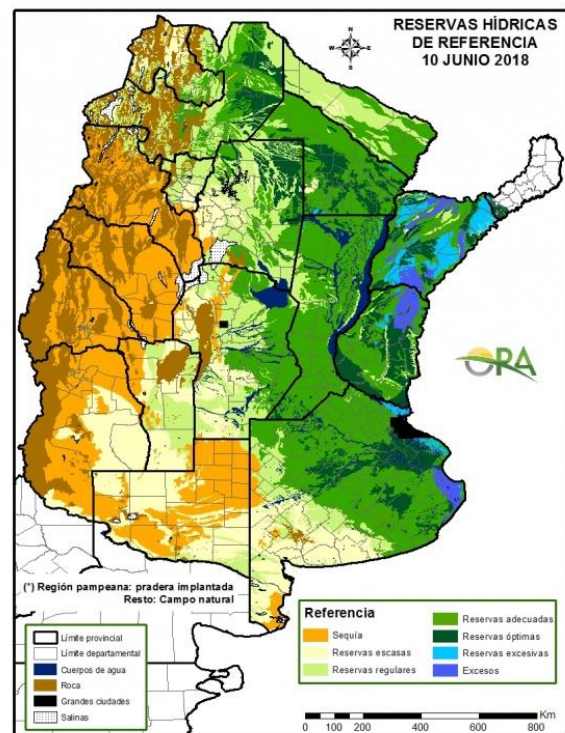 RESERVAS HÍDRICAS
DE REFERENCIA
10 JUNIO 2018
N
W
E
S
ORA
(*) Región pampeana: pradera implantada
Resto: Campo natural
Límite provincial
Límite departamental
Cuerpos de agua
Roca
Grandes ciudades
Salinas
Referencia
Sequía
Reservas escasas
Reservas regulares
Reservas adecuadas
Reservas óptimas
Reservas excesivas
Excesos
Km
0 100 200 400 600 800